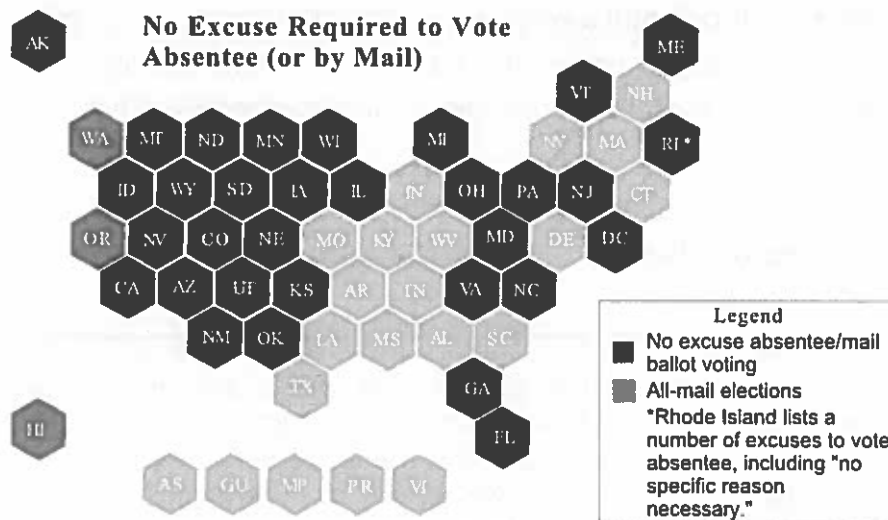 No Excuse Required to Vote
Absentee (or by Mail)
AK
ME
VT NH
WA MT ND MN WI MI NY MA RI*
ID WY SD IA IL IN OH PA NJ CT
OR NV CO NE MO KY WV MD DE DC
CA AZ UT KS AR TN VA NC
NM OK LA MS AL SC
TX GA
HI FL
AS GU MP PR VI
Legend
No excuse absentee/mail
ballot voting
All-mail elections
*Rhode Island lists a
number of excuses to vote
absentee, including "no
specific reason
necessary."